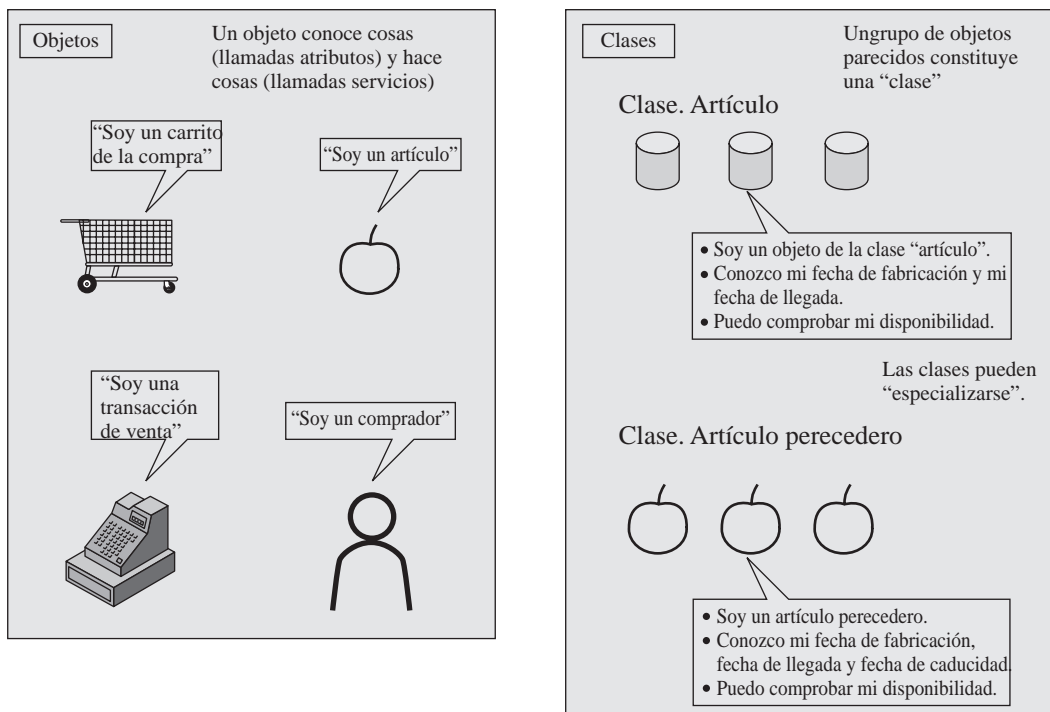 Objetos
Un objeto conoce cosas
(llamadas atributos) y hace
cosas (llamadas servicios)
“Soy un carrito
de la compra”
“Soy un artículo”
“Soy una
transacción
de venta”
“Soy un comprador”
Clases
Ungrupo de objetos
parecidos constituye
una “clase”
Clase. Artículo
• Soy un objeto de la clase “artículo”.
• Conozco mi fecha de fabricación y mi
fecha de llegada.
• Puedo comprobar mi disponibilidad.
Las clases pueden
“especializarse”.
Clase. Artículo perecedero
• Soy un artículo perecedero.
• Conozco mi fecha de fabricación,
fecha de llegada y fecha de caducidad.
• Puedo comprobar mi disponibilidad.